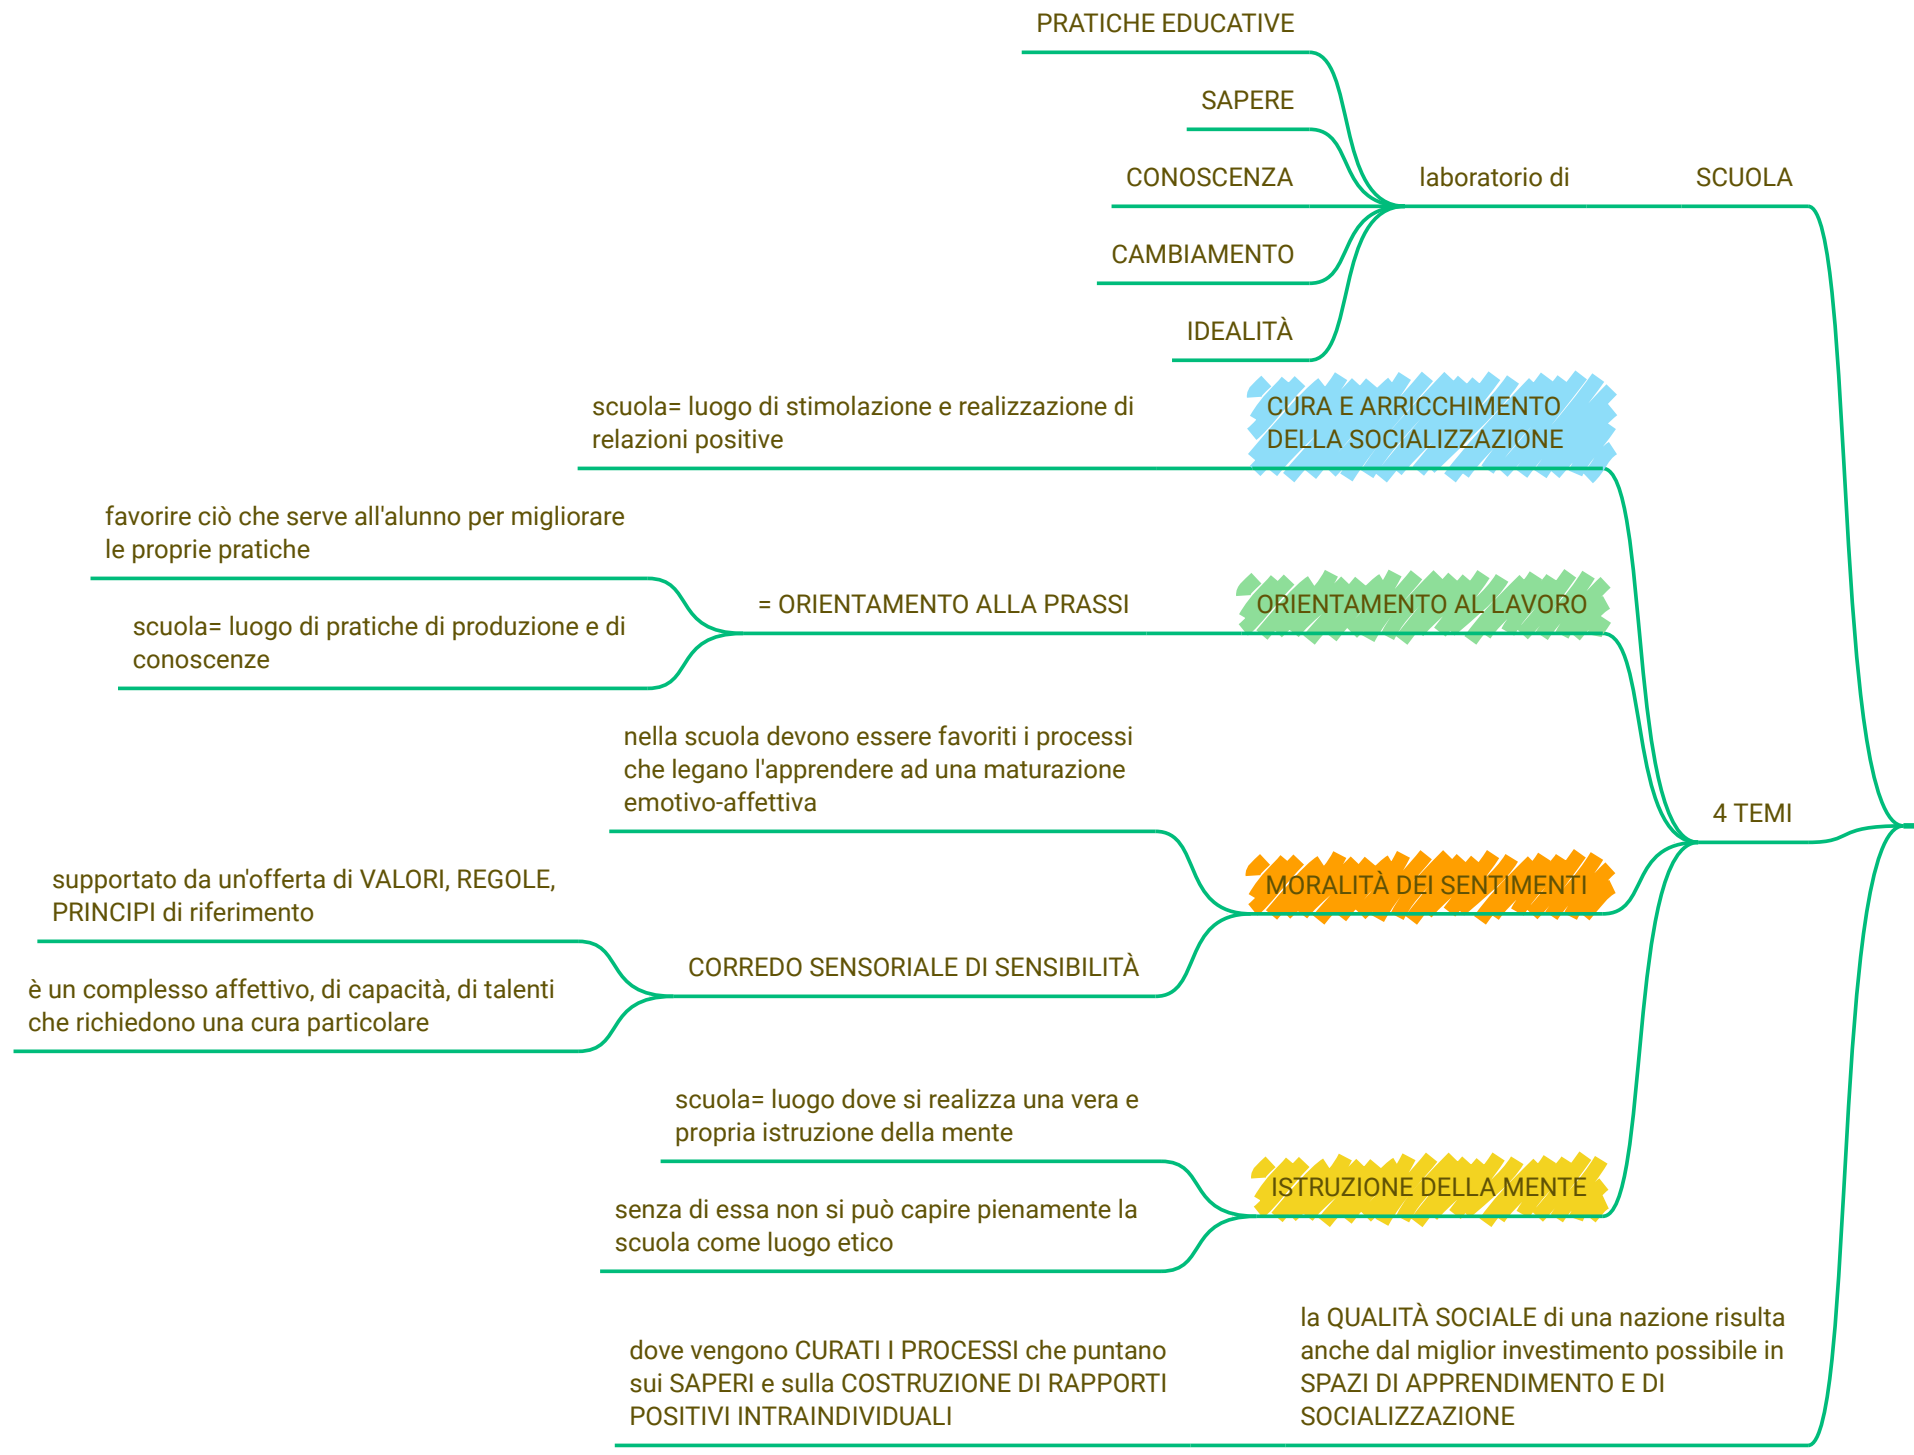 PRATICHE EDUCATIVE
SAPERE
CONOSCENZA
laboratorio di
SCUOLA
CAMBIAMENTO
IDEALITÀ
scuola= luogo di stimolazione e realizzazione di
relazioni positive
CURA E ARRICCHIMENTO
DELLA SOCIALIZZAZIONE
favorire ciò che serve all'alunno per migliorare
le proprie pratiche
scuola= luogo di pratiche di produzione e di
conoscenze
= ORIENTAMENTO ALLA PRASSI
ORIENTAMENTO AL LAVORO
nella scuola devono essere favoriti i processi
che legano l'apprendere ad una maturazione
emotivo-affettiva
4 TEMI
MORALITÀ DEI SENTIMENTI
supportato da un'offerta di VALORI, REGOLE,
PRINCIPI di riferimento
CORREDO SENSORIALE DI SENSIBILITÀ
è un complesso affettivo, di capacità, di talenti
che richiedono una cura particolare
scuola= luogo dove si realizza una vera e
propria istruzione della mente
ISTRUZIONE DELLA MENTE
senza di essa non si può capire pienamente la
scuola come luogo etico
dove vengono CURATI I PROCESSI che puntano
sui SAPERI e sulla COSTRUZIONE DI RAPPORTI
POSITIVI INTRAINDIVIDUALI
la QUALITÀ SOCIALE di una nazione risulta
anche dal miglior investimento possibile in
SPAZI DI APPRENDIMENTO E DI
SOCIALIZZAZIONE